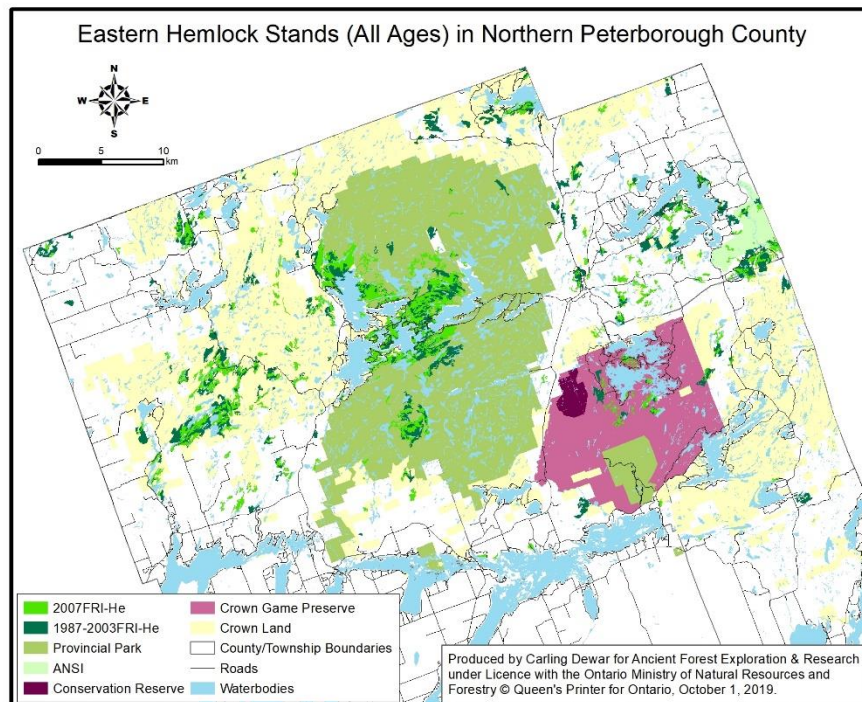 Eastern Hemlock Stands (All Ages) in Northern Peterborough County
N
W E
S
0 5 10
km
2007FRI-He
1987-2003FRI-He
Provincial Park
ANSI
Conservation Reserve
Crown Game Preserve
Crown Land
County/Township Boundaries
Roads
Waterbodies
Produced by Carling Dewar for Ancient Forest Exploration & Research
under Licence with the Ontario Ministry of Natural Resources and
Forestry © Queen's Printer for Ontario, October 1, 2019.